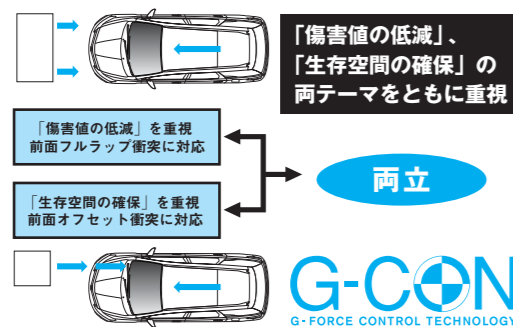 「傷害値の低減」、
「生存空間の確保」の
両テーマをともに重視
「傷害値の低減」を重視
前面フルラップ衝突に対応
両立
「生存空間の確保」を重視
前面オフセット衝突に対応
G-CON
G-FORCE CONTROL TECHNOLOGY